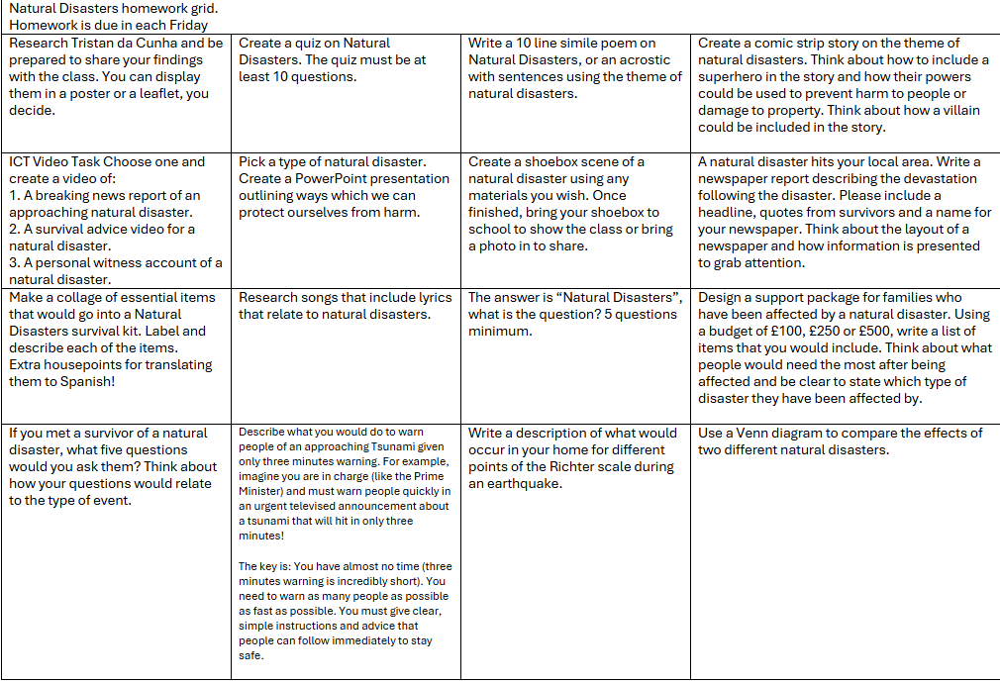 Natural Disasters homework grid.
Homework is due in each Friday
Research Tristan da Cunha and be
prepared to share your findings
with the class. You can display
them in a poster or a leaflet, you
decide.
Create a quiz on Natural
Disasters. The quiz must be at
least 10 questions.
Write a 10 line simile poem on
Natural Disasters, or an acrostic
with sentences using the theme of
natural disasters.
Create a comic strip story on the theme of
natural disasters. Think about how to include a
superhero in the story and how their powers
could be used to prevent harm to people or
damage to property. Think about how a villain
could be included in the story.
ICT Video Task Choose one and
create a video of:
1. A breaking news report of an
approaching natural disaster.
2. A survival advice video for a
natural disaster.
3. A personal witness account of a
natural disaster.
Pick a type of natural disaster.
Create a PowerPoint presentation
outlining ways which we can
protect ourselves from harm.
Create a shoebox scene of a
natural disaster using any
materials you wish. Once
finished, bring your shoebox to
school to show the class or bring
a photo in to share.
A natural disaster hits your local area. Write a
newspaper report describing the devastation
following the disaster. Please include a
headline, quotes from survivors and a name for
your newspaper. Think about the layout of a
newspaper and how information is presented
to grab attention.
Make a collage of essential items
that would go into a Natural
Disasters survival kit. Label and
describe each of the items.
Extra housepoints for translating
them to Spanish!
Research songs that include lyrics
that relate to natural disasters.
The answer is “Natural Disasters”,
what is the question? 5 questions
minimum.
Design a support package for families who
have been affected by a natural disaster. Using
a budget of £100, £250 or £500, write a list of
items that you would include. Think about what
people would need the most after being
affected and be clear to state which type of
disaster they have been affected by.
If you met a survivor of a natural
disaster, what five questions
would you ask them? Think about
how your questions would relate
to the type of event.
Describe what you would do to warn
people of an approaching Tsunami given
only three minutes warning. For example,
imagine you are in charge (like the Prime
Minister) and must warn people quickly in
an urgent televised announcement about
a tsunami that will hit in only three
minutes!
The key is: You have almost no time (three
minutes warning is incredibly short). You
need to warn as many people as possible
as fast as possible. You must give clear,
simple instructions and advice that
people can follow immediately to stay
safe.
Write a description of what would
occur in your home for different
points of the Richter scale during
an earthquake.
Use a Venn diagram to compare the effects of
two different natural disasters.